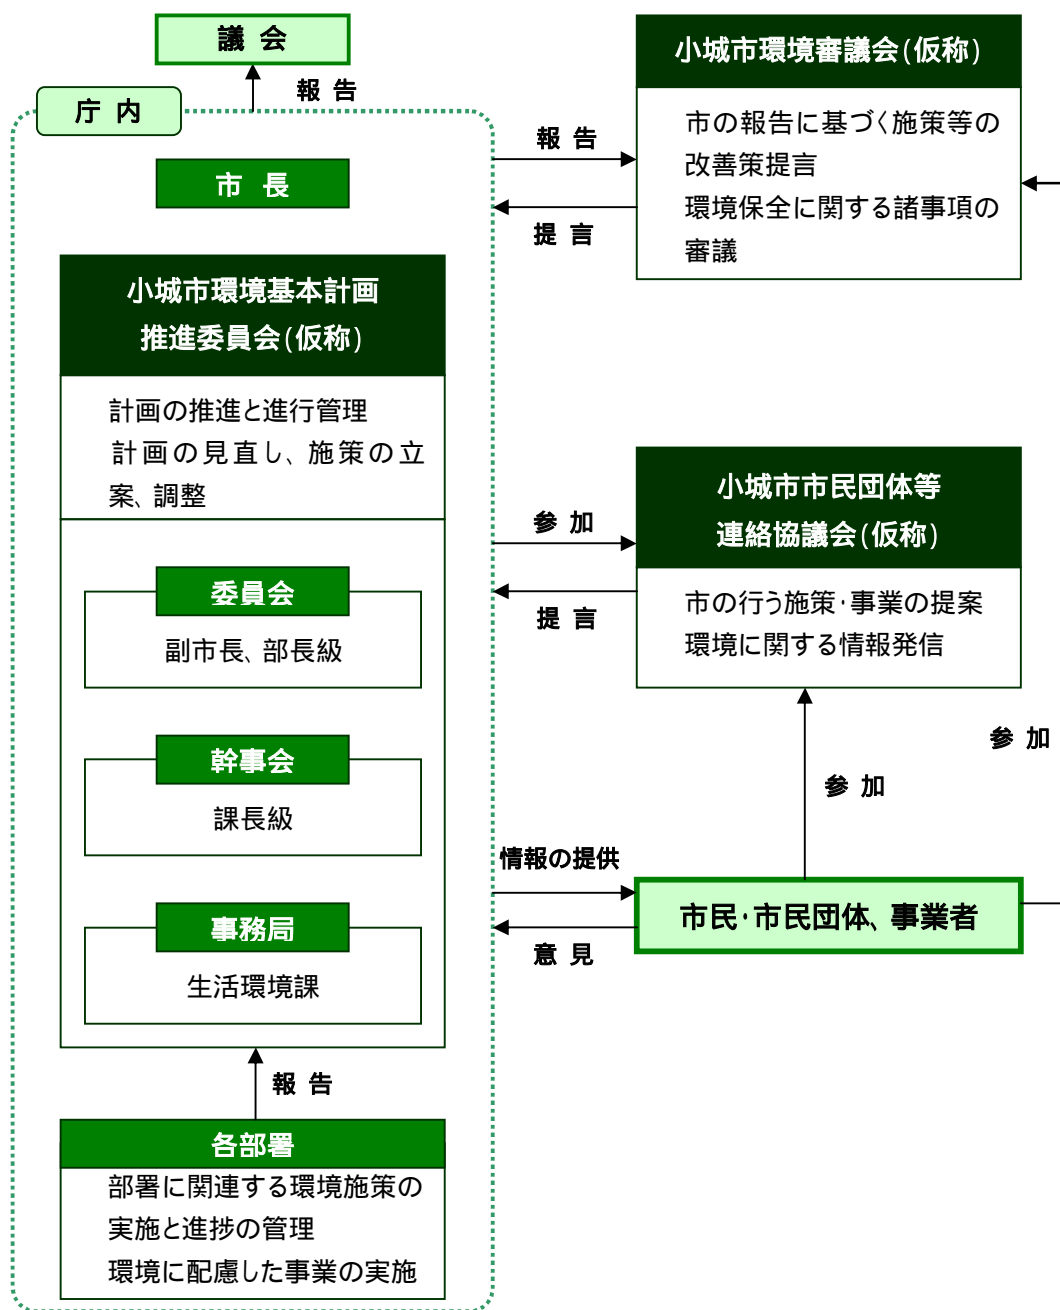 議会
報告
庁内
市長
小城市環境基本計画
推進委員会(仮称)
計画の推進と進行管理
計画の見直し、施策の立
案、調整
委員会
副市長、部長級
幹事会
課長級
事務局
生活環境課
報告
各部署
部署に関連する環境施策の
実施と進捗の管理
環境に配慮した事業の実施
報告
提言
小城市環境審議会(仮称)
市の報告に基づく施策等の
改善策提言
環境保全に関する諸事項の
審議
参加
提言
小城市市民団体等
連絡協議会(仮称)
市の行う施策・事業の提案
環境に関する情報発信
参加
参加
情報の提供
意見
市民・市民団体、事業者